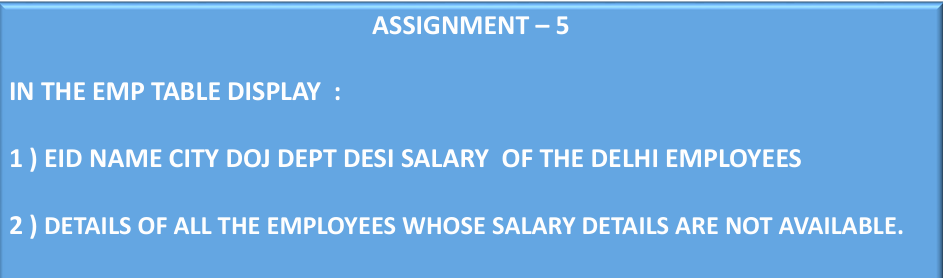 ASSIGNMENT – 5
IN THE EMP TABLE DISPLAY :
1 ) EID NAME CITY DOJ DEPT DESI SALARY OF THE DELHI EMPLOYEES
2 ) DETAILS OF ALL THE EMPLOYEES WHOSE SALARY DETAILS ARE NOT AVAILABLE.